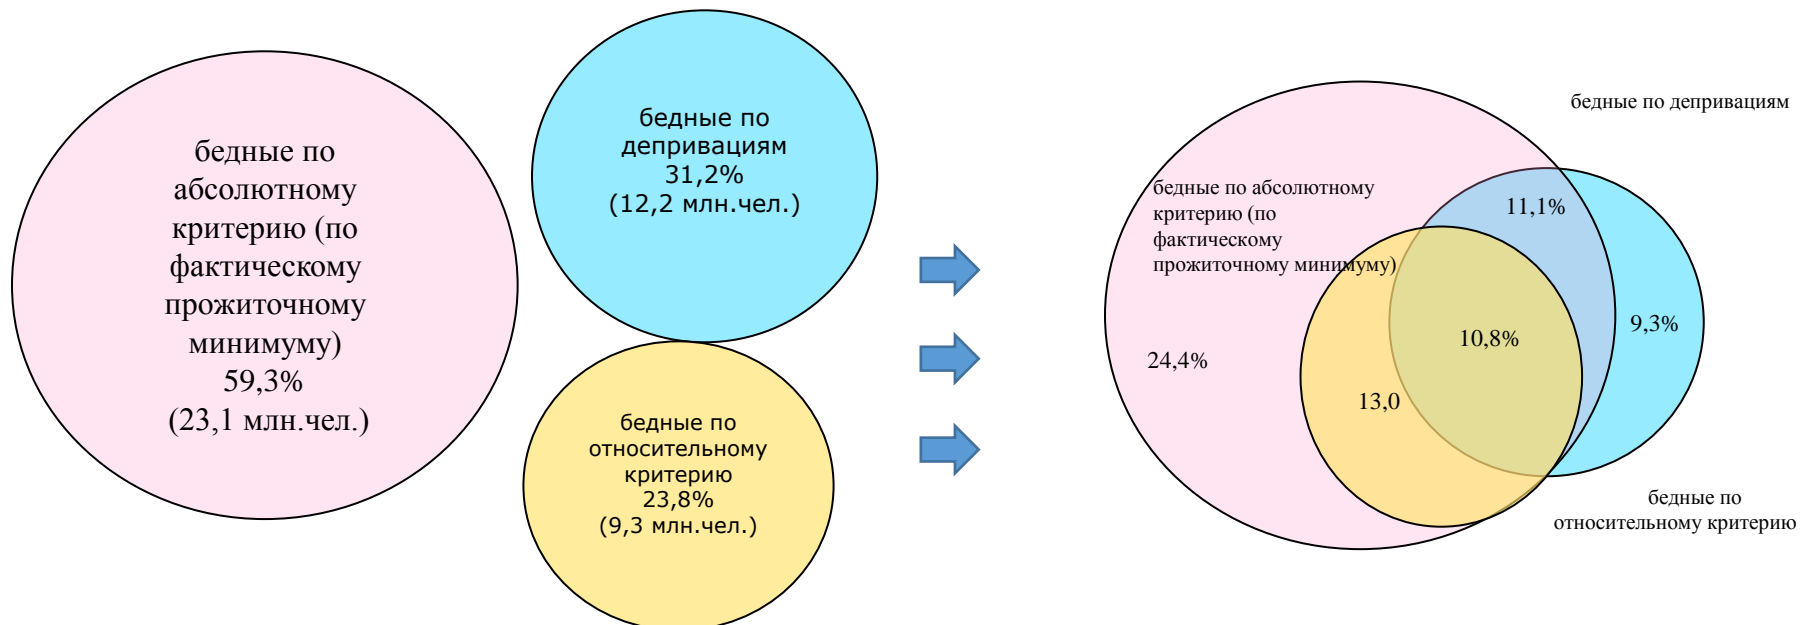 бедные по
абсолютному
критерию (по
фактическому
прожиточному
минимуму)
59,3%
(23,1 млн.чел.)
бедные по
депривациям
31,2%
(12,2 млн.чел.)
бедные по
относительному
критерию
23,8%
(9,3 млн.чел.)
бедные по депривациям
бедные по абсолютному
критерию (по
фактическому
прожиточному минимуму)
11,1%
9,3%
10,8%
24,4%
13,0
бедные по
относительному критерию